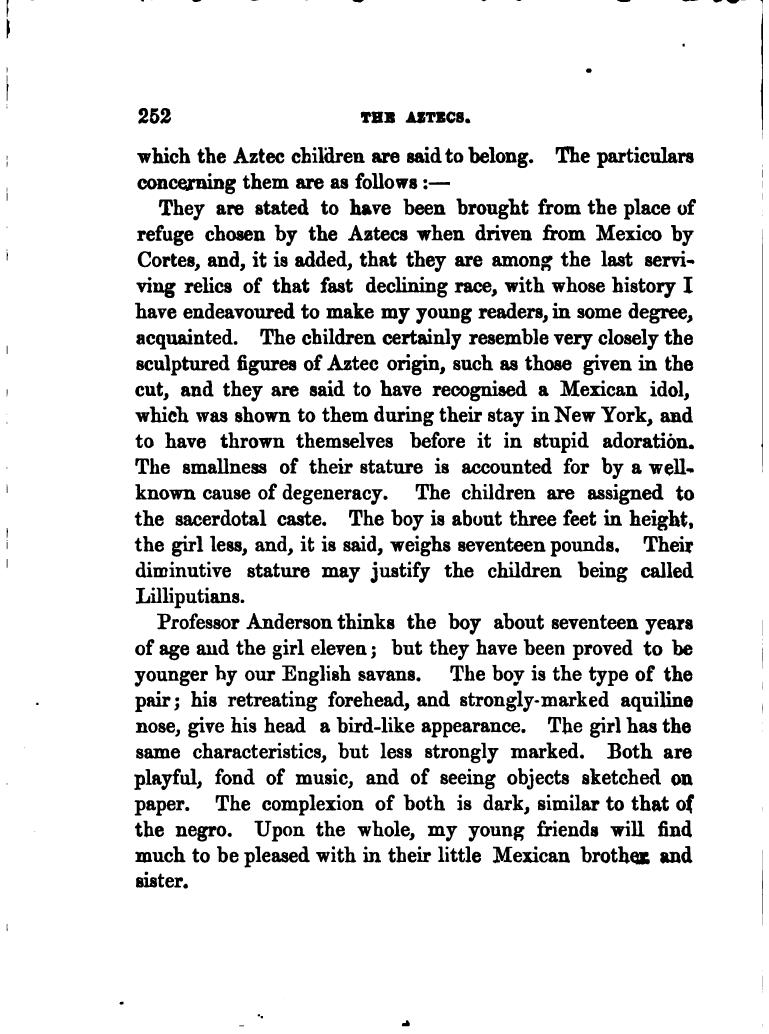 252 THE AZTECS.
which the Aztec children are said to belong. The particulars
concerning them are as follows :—
They are stated to have been brought from the place of
refuge chosen by the Aztecs when driven from Mexico by
Cortes, and, it is added, that they are among the last servi-
ving relics of that fast declining race, with whose history I
have endeavoured to make my young readers, in some degree,
acquainted. The children certainly resemble very closely the
sculptured figures of Aztec origin, such as those given in the
cut, and they are said to have recognised a Mexican idol,
which was shown to them during their stay in New York, and
to have thrown themselves before it in stupid adoration.
The smallness of their stature is accounted for by a well-
known cause of degeneracy. The children are assigned to
the sacerdotal caste. The boy is about three feet in height,
the girl less, and, it is said, weighs seventeen pounds. Their
diminutive stature may justify the children being called
Lilliputians.
Professor Anderson thinks the boy about seventeen years
of age and the girl eleven; but they have been proved to be
younger by our English savans. The boy is the type of the
pair; his retreating forehead, and strongly-marked aquiline
nose, give his head a bird-like appearance. The girl has the
same characteristics, but less strongly marked. Both are
playful, fond of music, and of seeing objects sketched on
paper. The complexion of both is dark, similar to that of
the negro. Upon the whole, my young friends will find
much to be pleased with in their little Mexican brother and
sister.